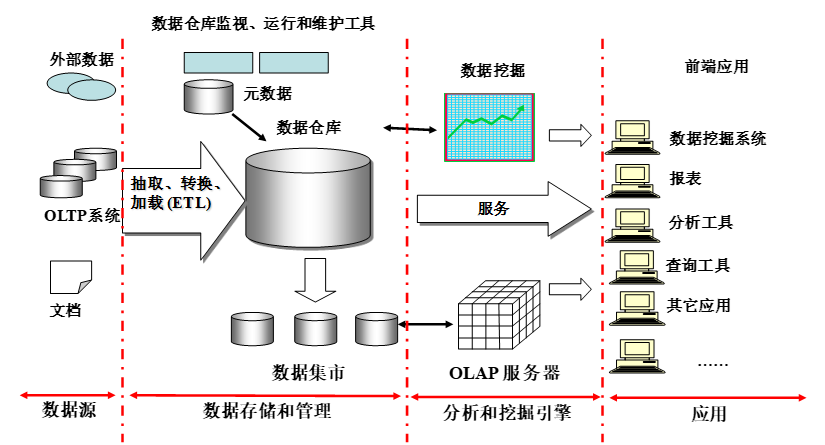 数据仓库监视、运行和维护工具
外部数据
元数据
数据仓库
数据挖掘
前端应用
数据挖掘系统
抽取、转换、
加载(ETL)
OLTP系统
服务
报表
分析工具
查询工具
文档
其它应用
数据集市
OLAP 服务器
……
数据源
数据存储和管理
分析和挖掘引擎
应用